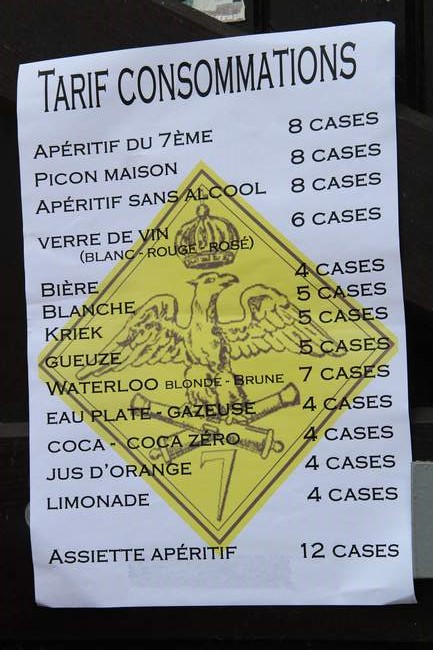 TARIF CONSOMMATIONS
APÉRITIF DU 7ÈME 8 CASES
PICON MAISON 8 CASES
APÉRITIF SANS ALCOOL 8 CASES
VERRE DE VIN 6 CASES
(BLANC - ROUGE - ROSÉ)
BIÈRE 4 CASES
BLANCHE 5 CASES
KRIEK 5 CASES
GUEUZE 5 CASES
WATERLOO BLONDE - BRUNE 7 CASES
EAU PLATE - GAZEUSE 4 CASES
COCA - COCA ZÉRO 4 CASES
JUS D'ORANGE 4 CASES
LIMONADE 4 CASES
7
ASSIETTE APÉRITIF 12 CASES